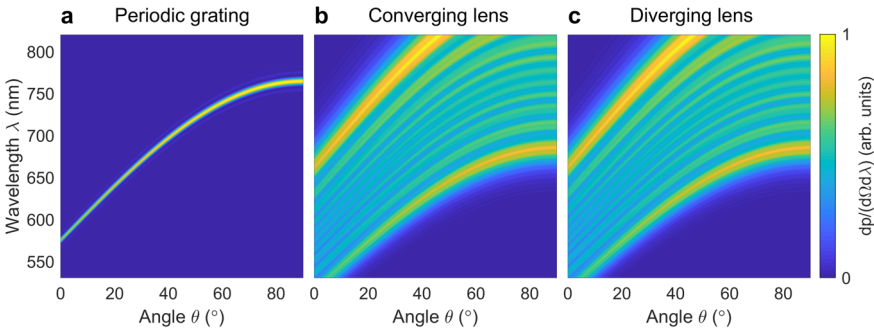 a Periodic grating
b Converging lens
c Diverging lens
Wavelength λ (nm)
800
750
700
650
600
550
0 20 40 60 80
Angle θ (°)
0 20 40 60 80
Angle θ (°)
0 20 40 60 80
Angle θ (°)
1
0
dp/(dΩdλ) (arb. units)